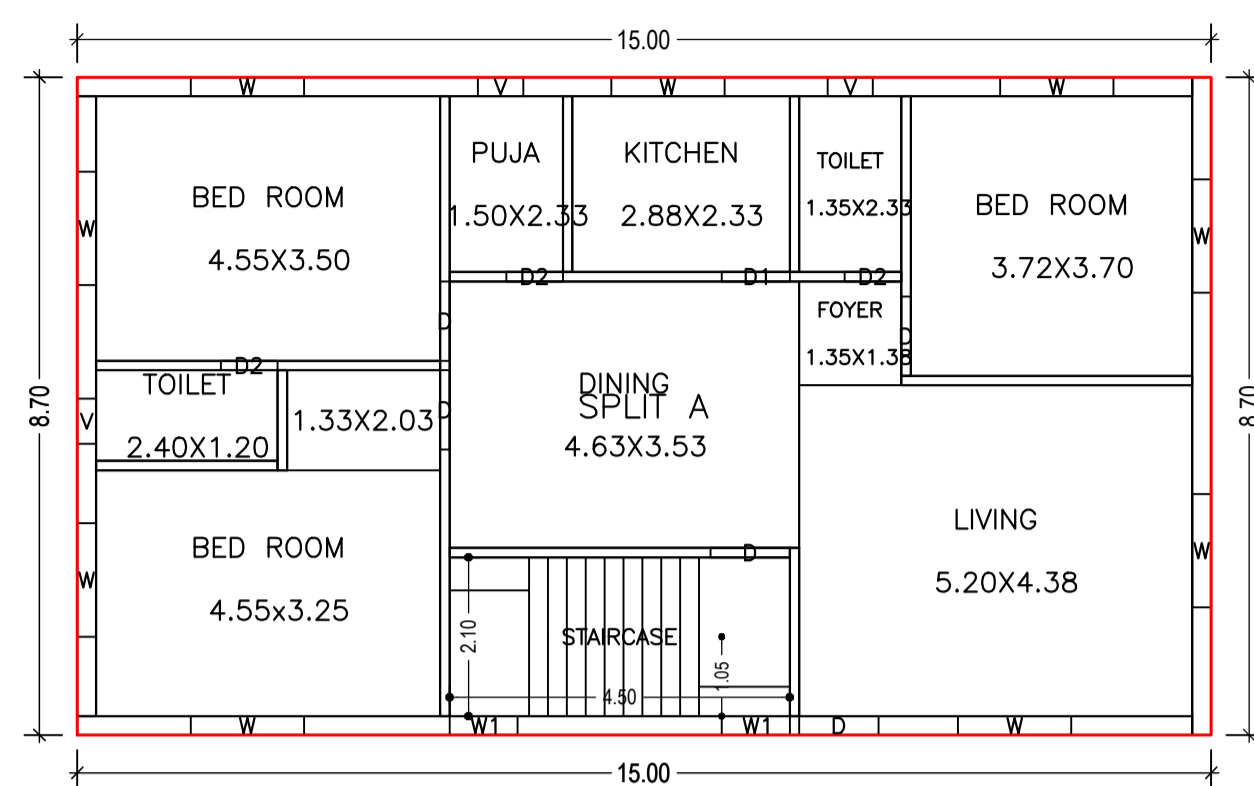 15.00
W V W V W
BED ROOM
4.55X3.50
PUJA
1.50X2.33
KITCHEN
2.88X2.33
TOILET
1.35X2.33
BED ROOM
3.72X3.70
W
W
D2 D1 D2
FOYER
1.35X1.38
D
D
D2
TOILET
2.40X1.20
1.33X2.03
D
V
8.70
8.70
DINING
SPLIT A
4.63X3.53
LIVING
5.20X4.38
BED ROOM
4.55x3.25
W
W
D
STAIRCASE
2.10
1.05
4.50
W W1 W1 D W
15.00